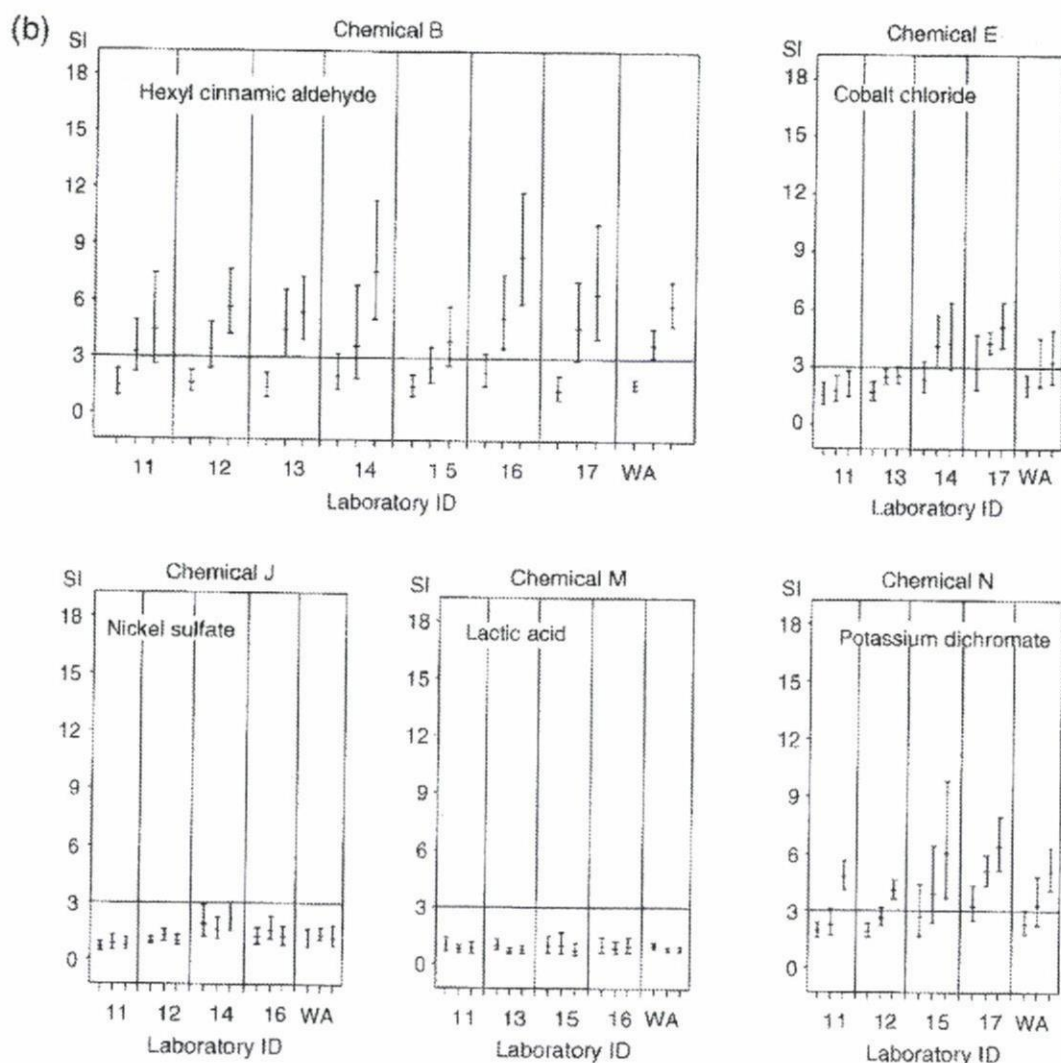 (b)
Chemical B
SI
Hexyl cinnamic aldehyde
18
15
12
9
6
3
0
11 12 13 14 15 16 17 WA
Laboratory ID
Chemical E
SI
Cobalt chloride
18
15
12
9
6
3
0
11 13 14 17 WA
Laboratory ID
Chemical J
SI
Nickel sulfate
18
15
12
9
6
3
0
11 12 14 16 WA
Laboratory ID
Chemical M
SI
Lactic acid
18
15
12
9
6
3
0
11 13 15 16 WA
Laboratory ID
Chemical N
SI
Potassium dichromate
18
15
12
9
6
3
0
11 12 15 17 WA
Laboratory ID